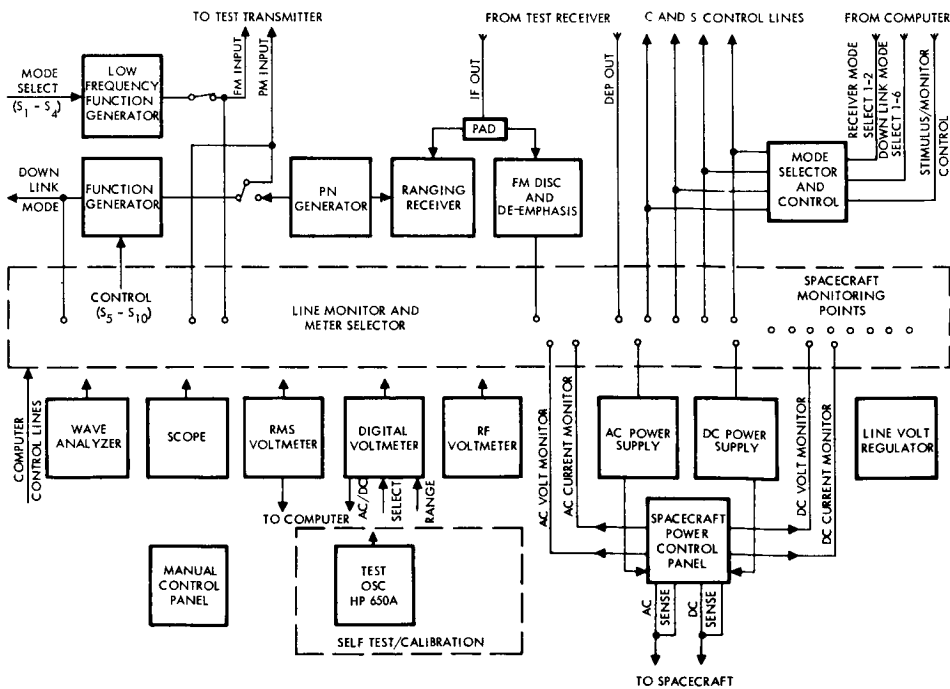 TO TEST TRANSMITTER
FROM TEST RECEIVER
C AND S CONTROL LINES
FROM COMPUTER
MODE
SELECT
(S1 - S4)
LOW
FREQUENCY
FUNCTION
GENERATOR
FM INPUT
PM INPUT
IF OUT
DEP OUT
RECEIVER MODE
SELECT 1-2
DOWN LINK MODE
SELECT 1-6
STIMULUS/MONITOR
CONTROL
PAD
MODE
SELECTOR
AND
CONTROL
DOWN
LINK
MODE
FUNCTION
GENERATOR
PN
GENERATOR
RANGING
RECEIVER
FM DISC
AND
DE-EMPHASIS
CONTROL
(S5 - S10)
LINE MONITOR AND
METER SELECTOR
SPACECRAFT
MONITORING
POINTS
COMPUTER
CONTROL LINES
WAVE
ANALYZER
SCOPE
RMS
VOLTMETER
DIGITAL
VOLTMETER
RF
VOLTMETER
AC VOLT MONITOR
AC CURRENT MONITOR
AC POWER
SUPPLY
DC POWER
SUPPLY
DC VOLT MONITOR
DC CURRENT MONITOR
LINE VOLT
REGULATOR
TO COMPUTER
AC/DC
SELECT
RANGE
MANUAL
CONTROL
PANEL
TEST
OSC
HP 650A
SELF TEST/CALIBRATION
SPACECRAFT
POWER
CONTROL
PANEL
AC
SENSE
DC
SENSE
TO SPACECRAFT